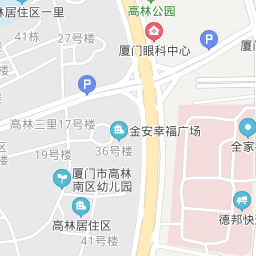 高林公园
林居住区一里
41栋
27号楼
厦门眼科中心
厦门
P
P
高林三里17号楼
金安幸福广场
36号楼
19号楼
全家
厦门市高林
南区幼儿园
德邦快
高林居住区
41号楼